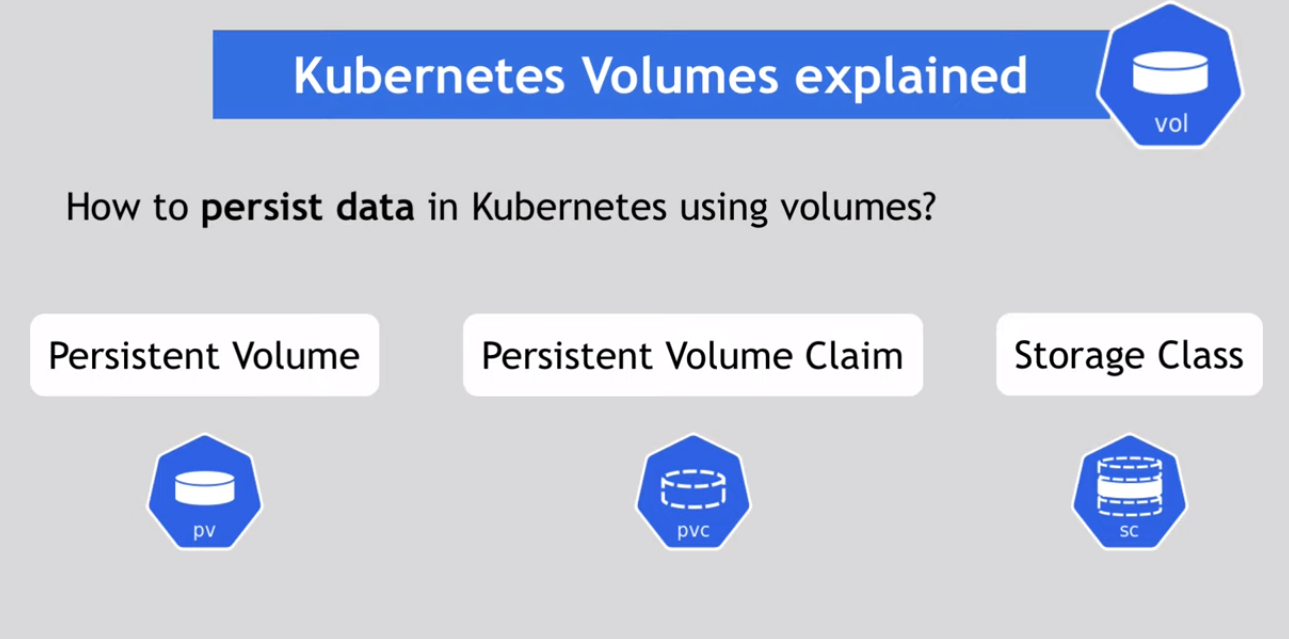 Kubernetes Volumes explained
vol
How to persist data in Kubernetes using volumes?
Persistent Volume
Persistent Volume Claim
Storage Class
pv
pvc
sc